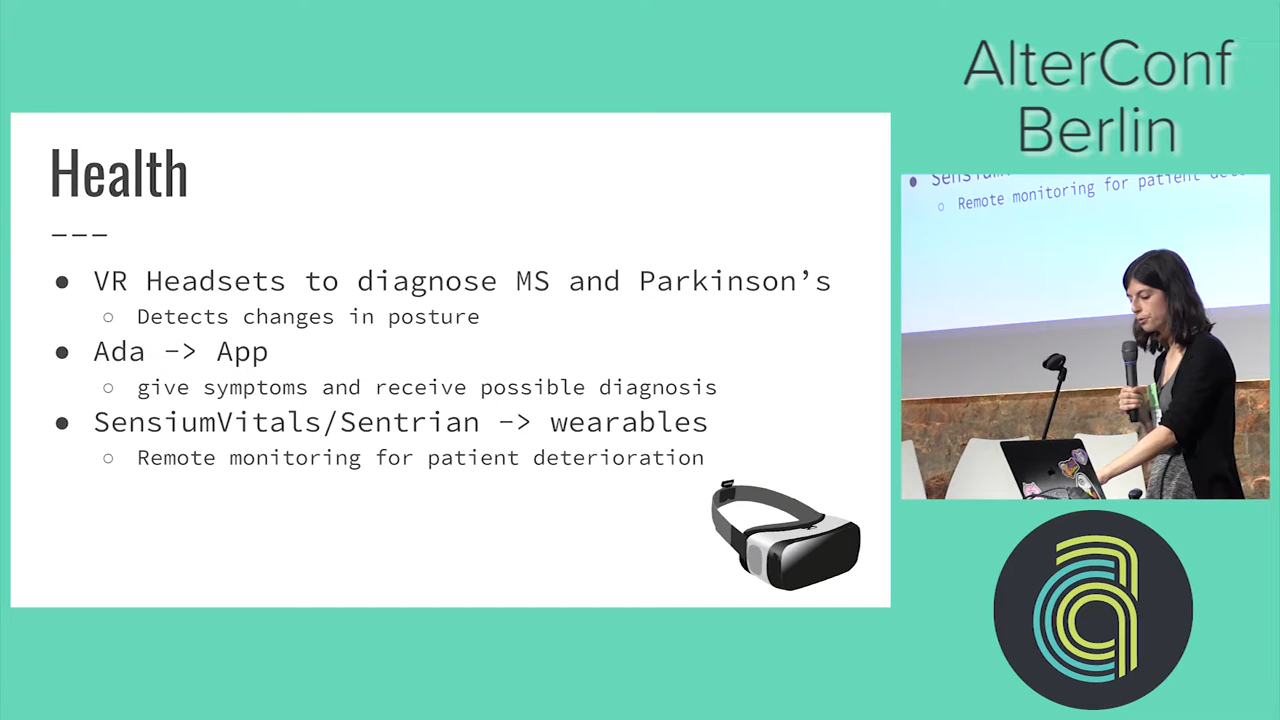 AlterConf
Berlin
Health
---
● VR Headsets to diagnose MS and Parkinson’s
○ Detects changes in posture
● Ada -> App
○ give symptoms and receive possible diagnosis
● SensiumVitals/Sentrian -> wearables
○ Remote monitoring for patient deterioration
○ Remote monitoring for patient